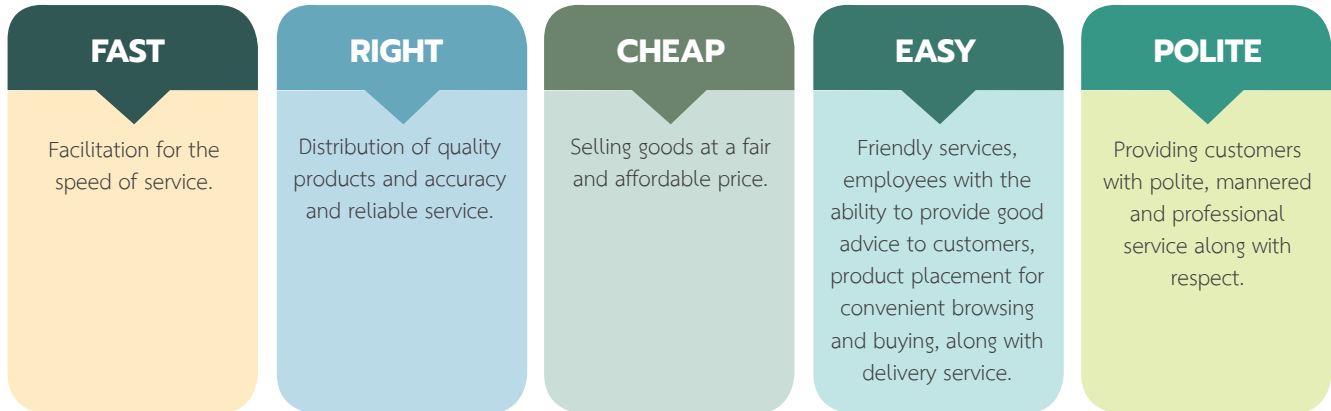 FAST
Facilitation for the
speed of service.
RIGHT
Distribution of quality
products and accuracy
and reliable service.
CHEAP
Selling goods at a fair
and affordable price.
EASY
Friendly services,
employees with the
ability to provide good
advice to customers,
product placement for
convenient browsing
and buying, along with
delivery service.
POLITE
Providing customers
with polite, mannered
and professional
service along with
respect.